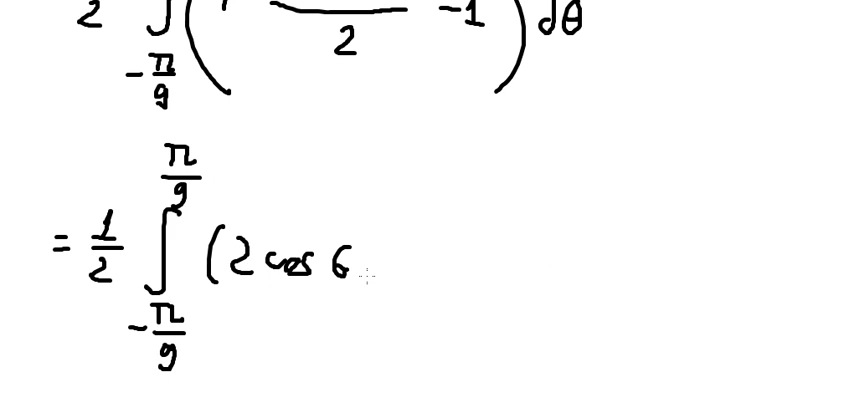 2 ∫ ( 2 -1 ) dθ
-π/9
π/9
= 1/2 ∫ (2 cos 6
-π/9